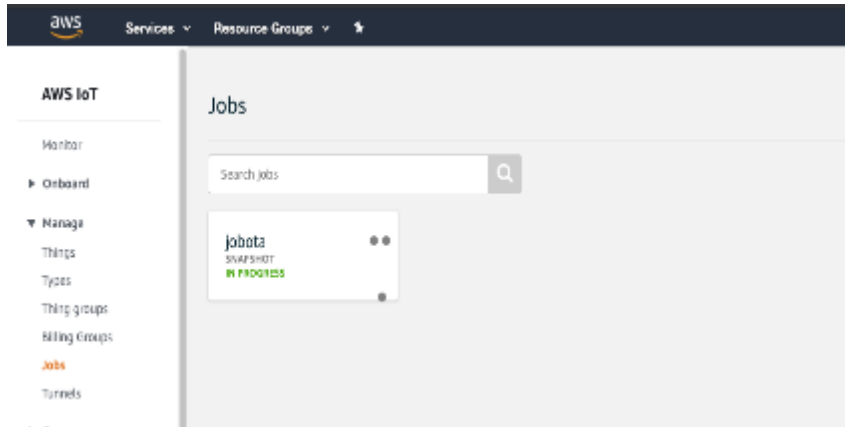 aws Services Resource Groups
AWS IoT
Monitor
Onboard
Manage
Things
Types
Thing groups
Billing Groups
Jobs
Tunnels
Jobs
Search jobs
jobota
SNAPSHOT
IN PROGRESS